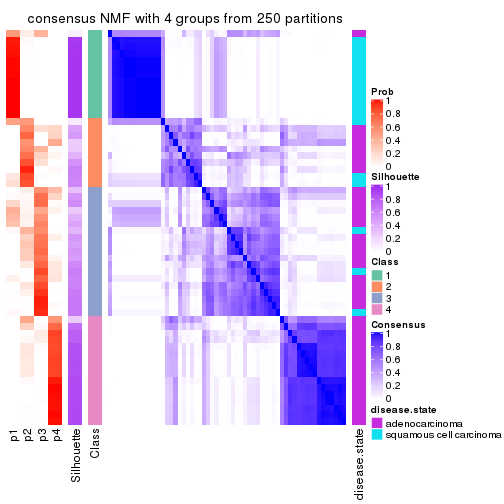 consensus NMF with 4 groups from 250 partitions
Prob
1
0.8
0.6
0.4
0.2
0
Silhouette
1
0.8
0.6
0.4
0.2
0
Class
1
2
3
4
Consensus
1
0.8
0.6
0.4
0.2
0
disease.state
adenocarcinoma
squamous cell carcinoma
p1
p2
p3
p4
Silhouette
Class
disease.state